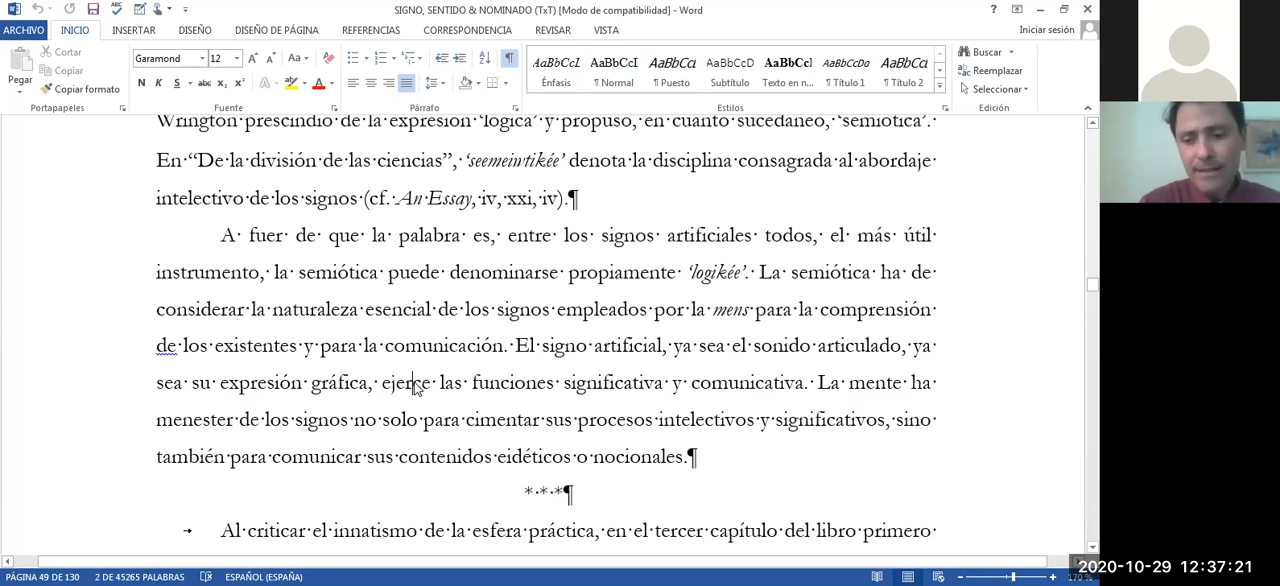 SIGNO, SENTIDO & NOMINADO (TxT) [Modo de compatibilidad] - Word
ARCHIVO INICIO INSERTAR DISEÑO DISEÑO DE PÁGINA REFERENCIAS CORRESPONDENCIA REVISAR VISTA Iniciar sesión
Pegar
Cortar
Copiar
Copiar formato
Portapapeles
Garamond 12
N K S abc x₂ x²
Fuente
Párrafo
AaBbCcI AaBbCcI AaBbCc AaBbCcD AaBbCcl AaBbCcDa AaBbCc
Énfasis ¶ Normal ¶ Puesto Subtítulo Texto en n... ¶ Título 1 ¶ Título 2
Estilos
Buscar
Reemplazar
Seleccionar
Edición
Wrington prescindió de la expresión 'lógica' y propuso, en cuanto sucedáneo, 'semiótica'.
En "De la división de las ciencias", 'seemeiwtikée' denota la disciplina consagrada al abordaje
intelectivo de los signos (cf. An Essay, iv, xxi, iv).¶
A fuer de que la palabra es, entre los signos artificiales todos, el más útil
instrumento, la semiótica puede denominarse propiamente 'logikée'. La semiótica ha de
considerar la naturaleza esencial de los signos empleados por la mens para la comprensión
de los existentes y para la comunicación. El signo artificial, ya sea el sonido articulado, ya
sea su expresión gráfica, ejerce las funciones significativa y comunicativa. La mente ha
menester de los signos no solo para cimentar sus procesos intelectivos y significativos, sino
también para comunicar sus contenidos eidéticos o nocionales.¶
* * *¶
Al criticar el innatismo de la esfera práctica, en el tercer capítulo del libro primero
PÁGINA 49 DE 130 2 DE 45265 PALABRAS ESPAÑOL (ESPAÑA) 170 %
2020-10-29 12:37:21